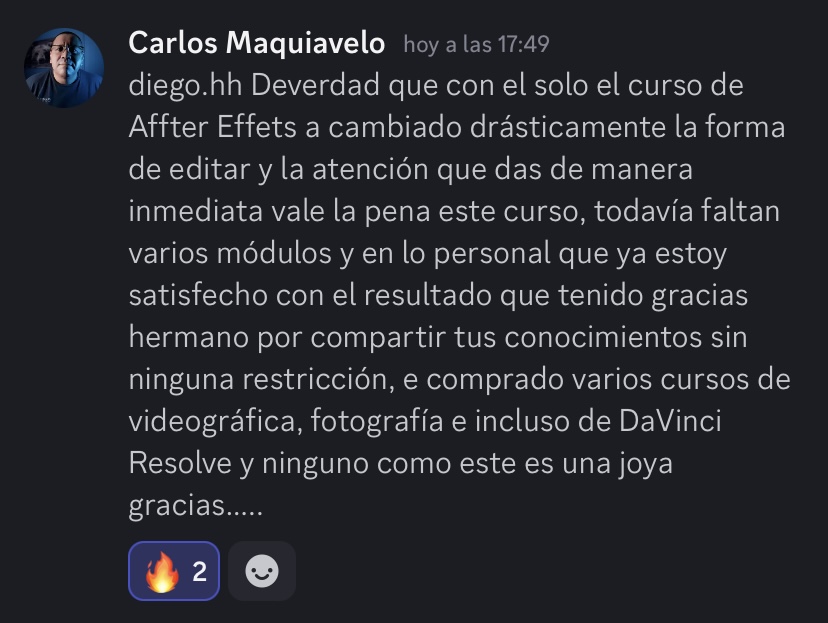 Carlos Maquiavelo hoy a las 17:49
diego.hh Deverdad que con el solo el curso de
Affter Effets a cambiado drásticamente la forma
de editar y la atención que das de manera
inmediata vale la pena este curso, todavía faltan
varios módulos y en lo personal que ya estoy
satisfecho con el resultado que tenido gracias
hermano por compartir tus conocimientos sin
ninguna restricción, e comprado varios cursos de
videográfica, fotografía e incluso de DaVinci
Resolve y ninguno como este es una joya
gracias.....
🔥 2